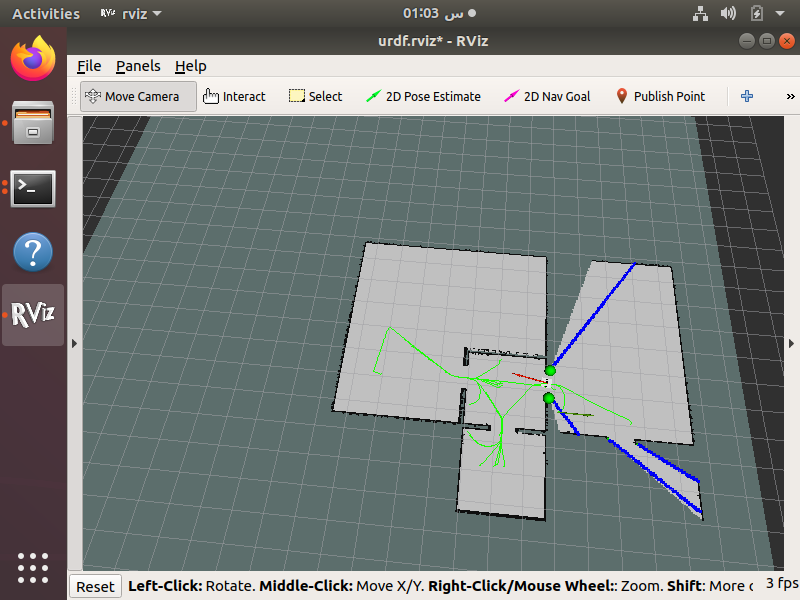 Activities RViz rviz 01:03 س
urdf.rviz* - RViz
File Panels Help
Move Camera Interact Select 2D Pose Estimate 2D Nav Goal Publish Point »
>_
?
RViz
Reset Left-Click: Rotate. Middle-Click: Move X/Y. Right-Click/Mouse Wheel:: Zoom. Shift: More o 3 fps